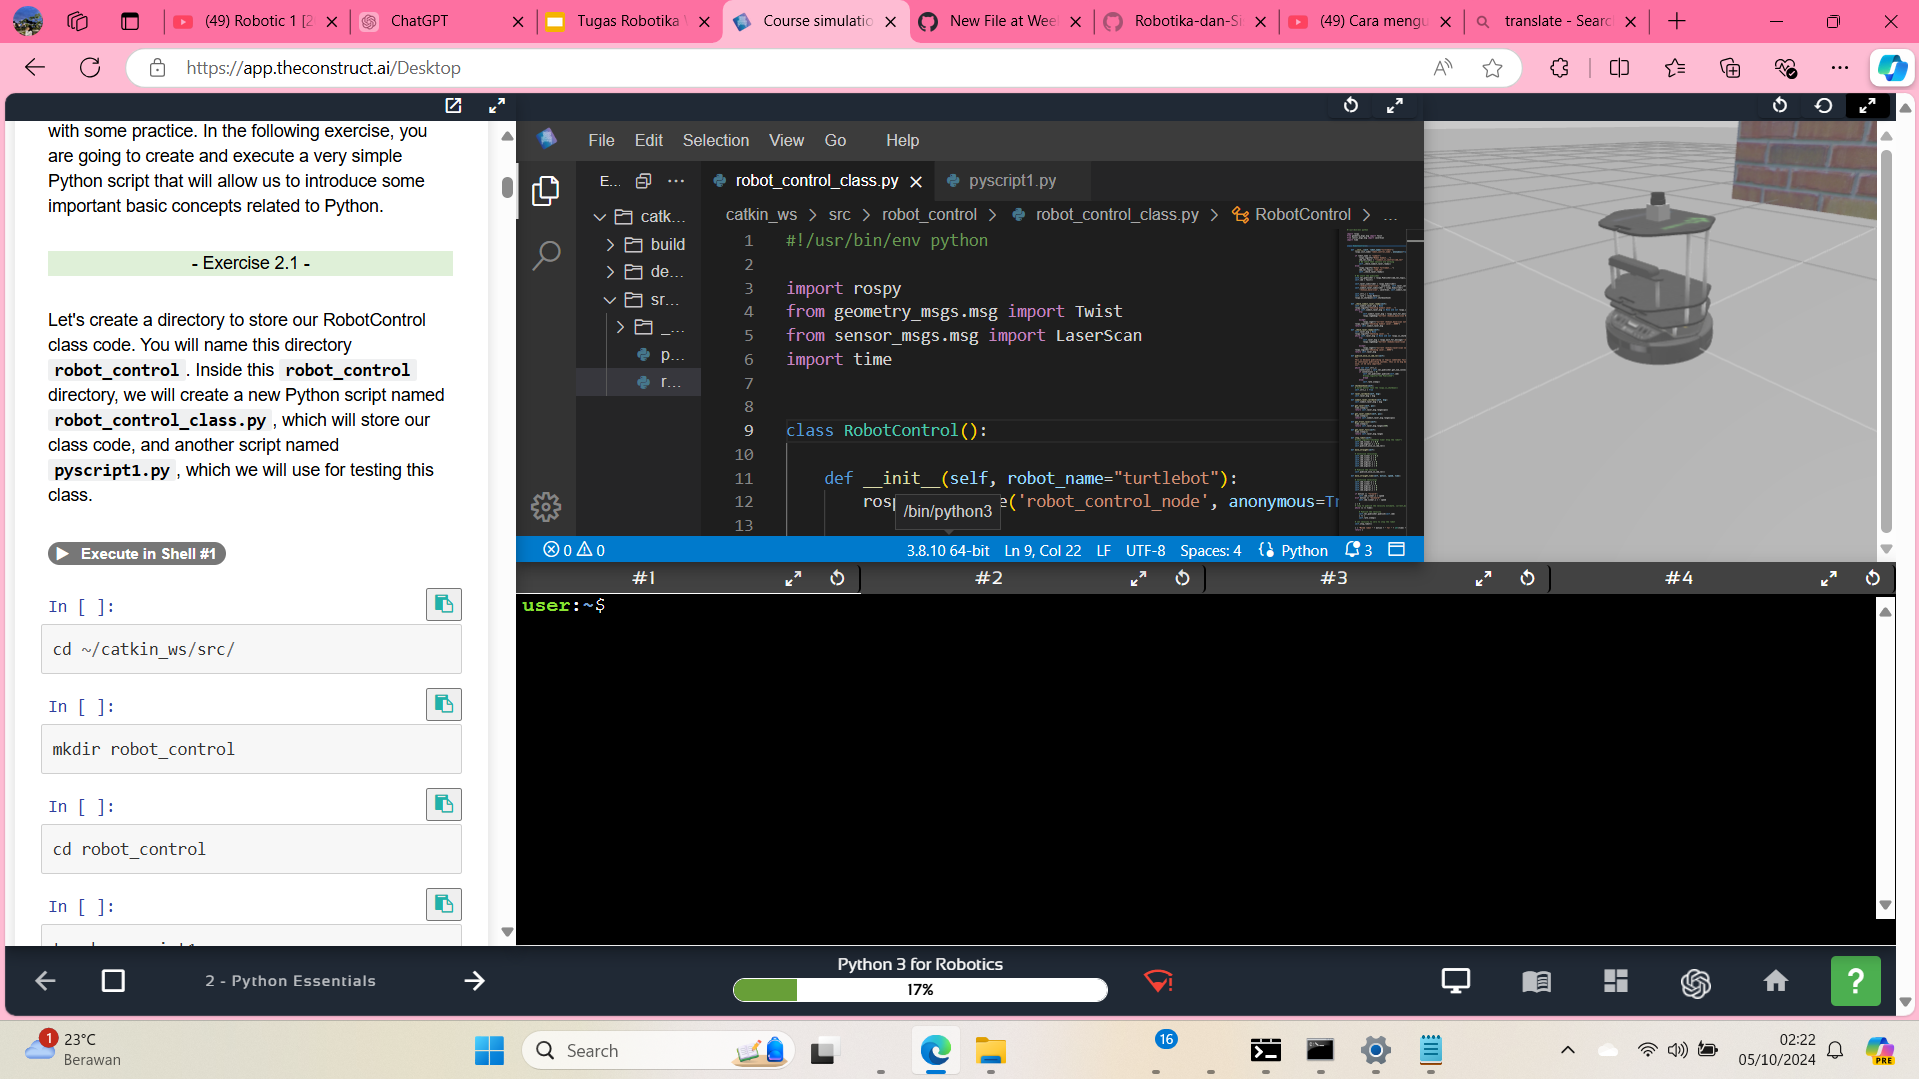 (49) Robotic 1 [2
ChatGPT
Tugas Robotika
Course simulatio
New File at Wee
Robotika-dan-Si
(49) Cara mengu
translate - Searc
https://app.theconstruct.ai/Desktop
with some practice. In the following exercise, you
are going to create and execute a very simple
Python script that will allow us to introduce some
important basic concepts related to Python.
- Exercise 2.1 -
Let's create a directory to store our RobotControl
class code. You will name this directory
robot_control . Inside this robot_control
directory, we will create a new Python script named
robot_control_class.py , which will store our
class code, and another script named
pyscript1.py , which we will use for testing this
class.
Execute in Shell #1
In [ ]:
cd ~/catkin_ws/src/
In [ ]:
mkdir robot_control
In [ ]:
cd robot_control
In [ ]:
File Edit Selection View Go Help
E... ...
catk...
build
de...
sr...
_...
p...
r...
robot_control_class.py
pyscript1.py
catkin_ws > src > robot_control > robot_control_class.py > RobotControl > ...
1 #!/usr/bin/env python
2
3 import rospy
4 from geometry_msgs.msg import Twist
5 from sensor_msgs.msg import LaserScan
6 import time
7
8
9 class RobotControl():
10
11 def __init__(self, robot_name="turtlebot"):
12 rosp e('robot_control_node', anonymous=Tr
13
/bin/python3
0 0 3.8.10 64-bit Ln 9, Col 22 LF UTF-8 Spaces: 4 Python 3
#1 #2 #3 #4
user:~$
2 - Python Essentials
Python 3 for Robotics
17%
?
1
23°C
Berawan
Search
16
02:22
05/10/2024
PRE